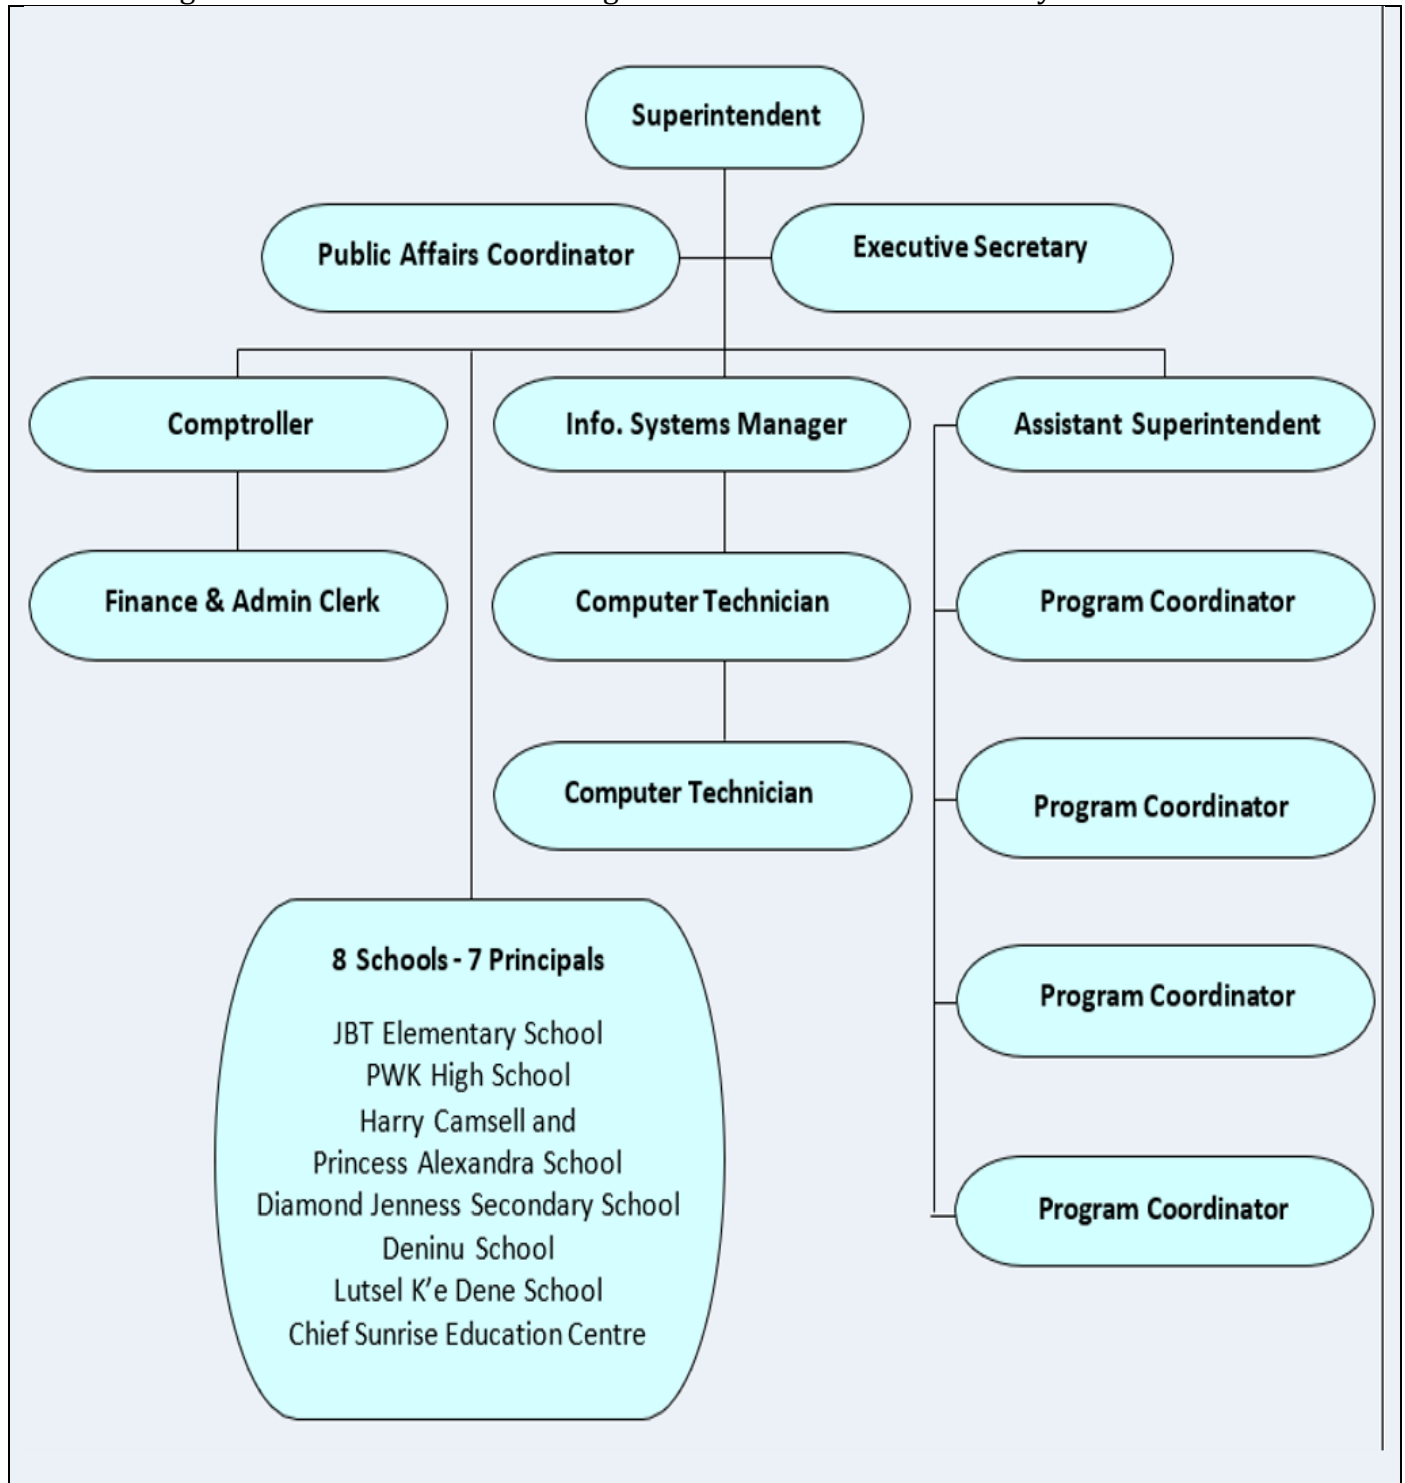 Superintendent
Public Affairs Coordinator
Executive Secretary
Comptroller
Info. Systems Manager
Assistant Superintendent
Finance & Admin Clerk
Computer Technician
Program Coordinator
Computer Technician
Program Coordinator
8 Schools - 7 Principals
JBT Elementary School
PWK High School
Harry Camsell and
Princess Alexandra School
Diamond Jenness Secondary School
Deninu School
Lutsel K’e Dene School
Chief Sunrise Education Centre
Program Coordinator
Program Coordinator